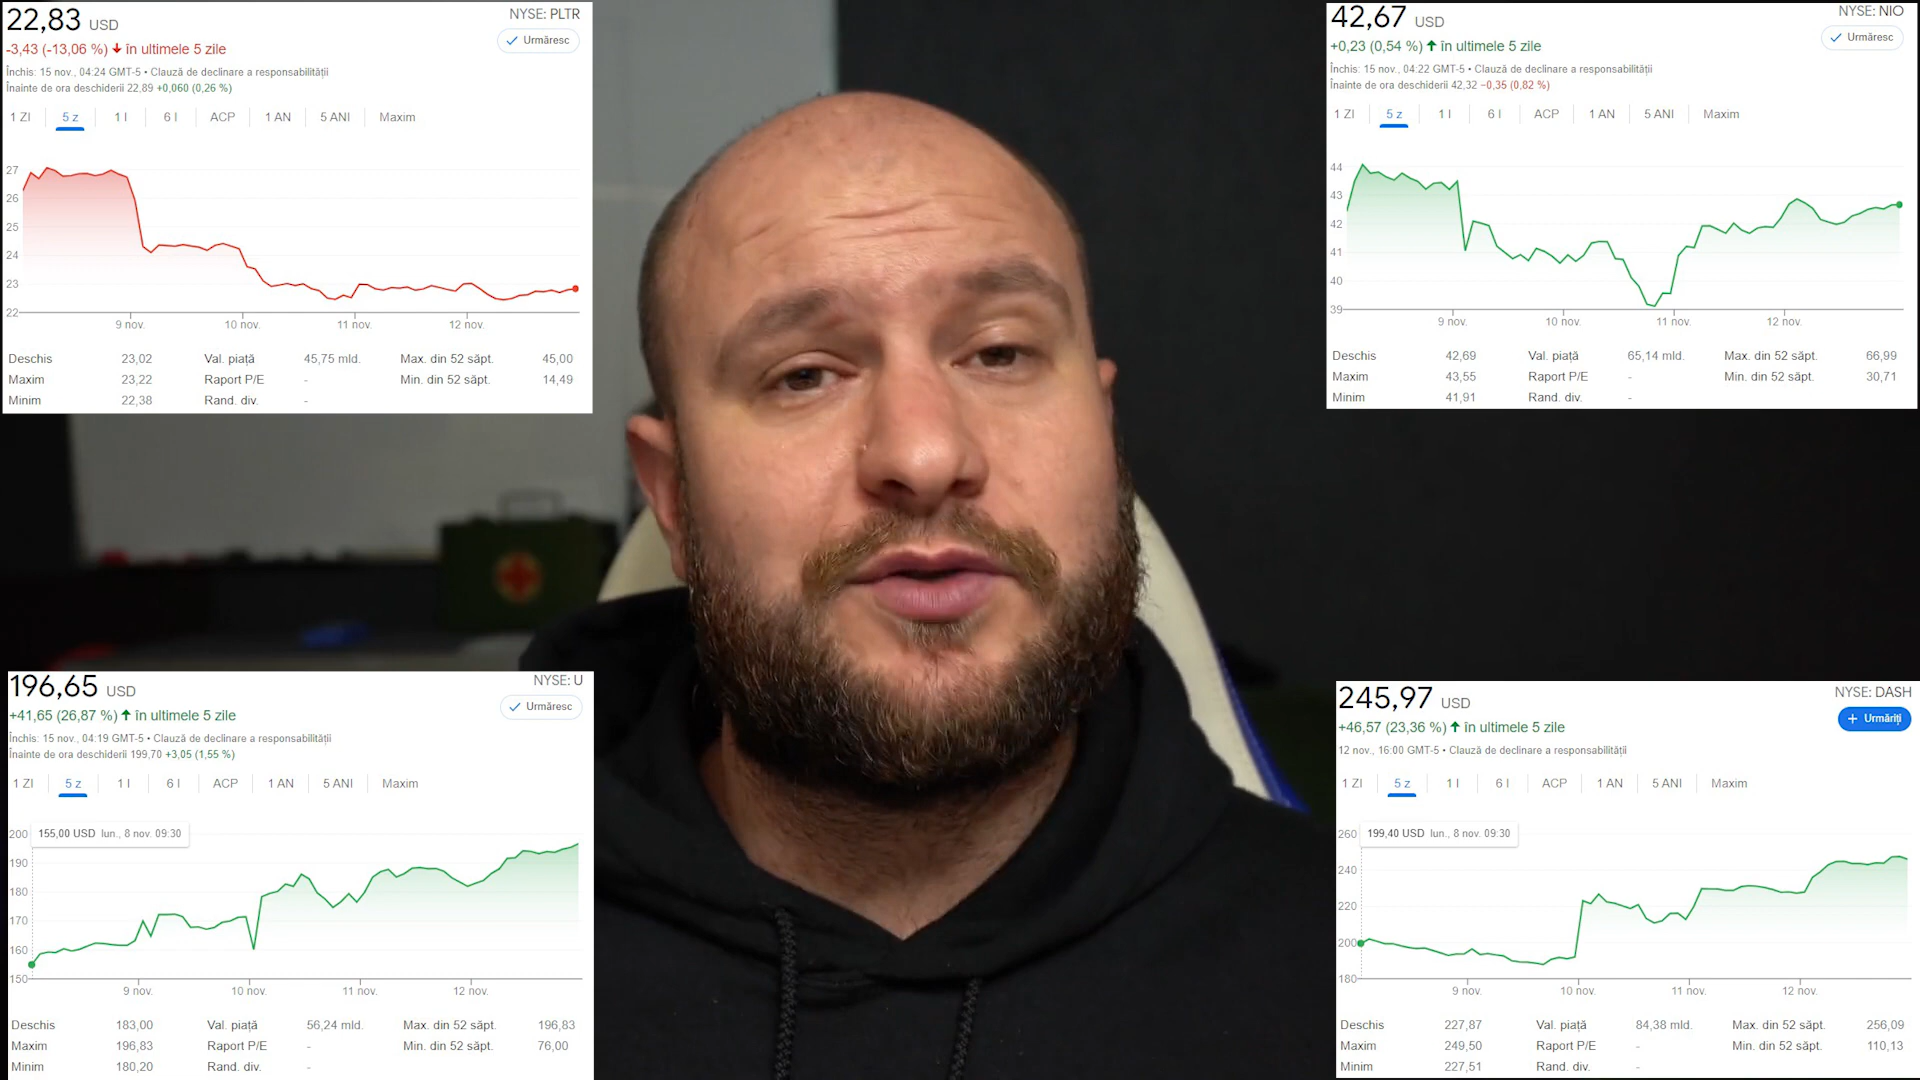 22,83 USD NYSE: PLTR
-3,43 (-13,06 %) în ultimele 5 zile
Urmăresc
Închis: 15 nov., 04:24 GMT-5 • Clauză de declinare a responsabilității
Înainte de ora deschiderii 22,89 +0,060 (0,26 %)
1 ZI 5 z 1 l 6 l ACP 1 AN 5 ANI Maxim
27
26
25
24
23
22
9 nov. 10 nov. 11 nov. 12 nov.
Deschis 23,02 Val. piață 45,75 mld. Max. din 52 săpt. 45,00
Maxim 23,22 Raport P/E - Min. din 52 săpt. 14,49
Minim 22,38 Rand. div. -
42,67 USD NYSE: NIO
+0,23 (0,54 %) în ultimele 5 zile
Urmăresc
Închis: 15 nov., 04:22 GMT-5 • Clauză de declinare a responsabilității
Înainte de ora deschiderii 42,32 −0,35 (0,82 %)
1 ZI 5 z 1 l 6 l ACP 1 AN 5 ANI Maxim
44
43
42
41
40
39
9 nov. 10 nov. 11 nov. 12 nov.
Deschis 42,69 Val. piață 65,14 mld. Max. din 52 săpt. 66,99
Maxim 43,55 Raport P/E - Min. din 52 săpt. 30,71
Minim 41,91 Rand. div. -
196,65 USD NYSE: U
+41,65 (26,87 %) în ultimele 5 zile
Urmăresc
Închis: 15 nov., 04:19 GMT-5 • Clauză de declinare a responsabilității
Înainte de ora deschiderii 199,70 +3,05 (1,55 %)
1 ZI 5 z 1 l 6 l ACP 1 AN 5 ANI Maxim
155,00 USD lun., 8 nov. 09:30
200
190
180
170
160
150
9 nov. 10 nov. 11 nov. 12 nov.
Deschis 183,00 Val. piață 56,24 mld. Max. din 52 săpt. 196,83
Maxim 196,83 Raport P/E - Min. din 52 săpt. 76,00
Minim 180,20 Rand. div. -
245,97 USD NYSE: DASH
+46,57 (23,36 %) în ultimele 5 zile
+ Urmăriți
12 nov., 16:00 GMT-5 • Clauză de declinare a responsabilității
1 ZI 5 z 1 l 6 l ACP 1 AN 5 ANI Maxim
199,40 USD lun., 8 nov. 09:30
260
240
220
200
180
9 nov. 10 nov. 11 nov. 12 nov.
Deschis 227,87 Val. piață 84,38 mld. Max. din 52 săpt. 256,09
Maxim 249,50 Raport P/E - Min. din 52 săpt. 110,13
Minim 227,51 Rand. div. -